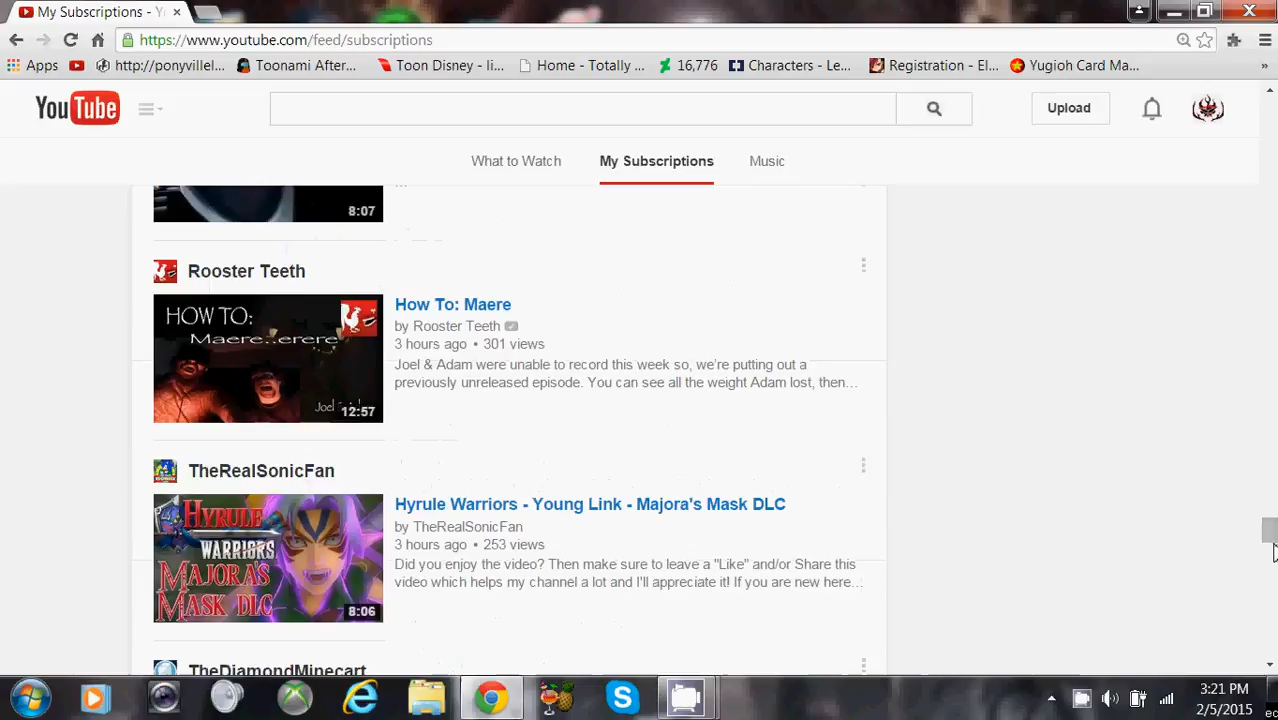 My Subscriptions - Y
https://www.youtube.com/feed/subscriptions
Apps
http://ponyvillel...
Toonami After...
Toon Disney - li...
Home - Totally ...
16,776
Characters - Le...
Registration - El...
Yugioh Card Ma...
»
YouTube
Upload
What to Watch
My Subscriptions
Music
...
8:07
Rooster Teeth
HOW TO:
Maere..erere
Joel
12:57
How To: Maere
by Rooster Teeth
3 hours ago • 301 views
Joel & Adam were unable to record this week so, we're putting out a
previously unreleased episode. You can see all the weight Adam lost, then...
TheRealSonicFan
HYRULE
WARRIORS
MAJORA'S
MASK DLC
8:06
Hyrule Warriors - Young Link - Majora's Mask DLC
by TheRealSonicFan
3 hours ago • 253 views
Did you enjoy the video? Then make sure to leave a "Like" and/or Share this
video which helps my channel a lot and I'll appreciate it! If you are new here...
TheDiamondMinecart
3:21 PM
2/5/2015